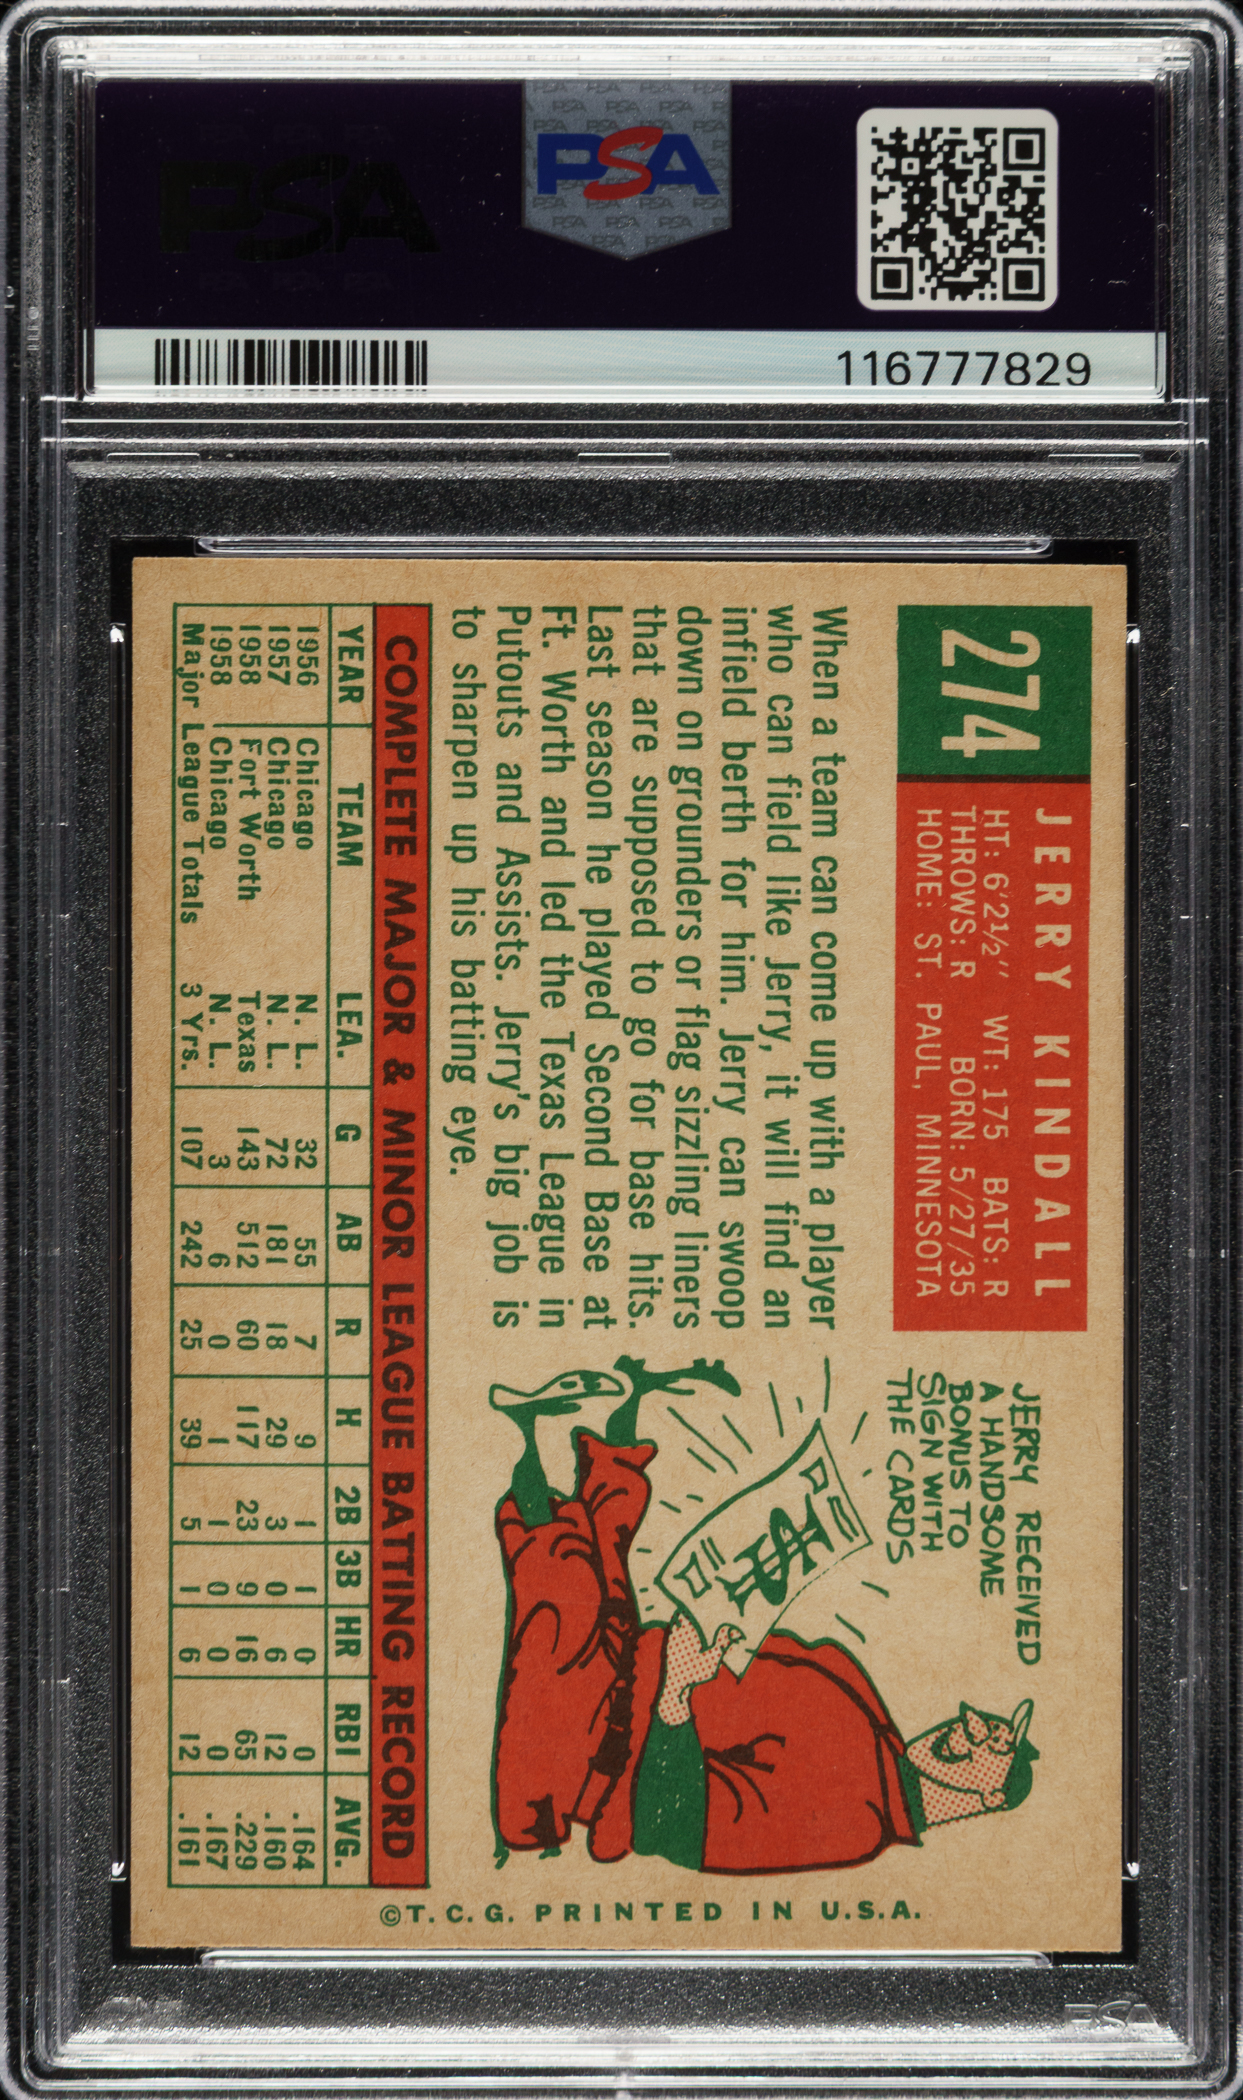 PSA
116777829
274
JERRY KINDALL
HT: 6'2½" WT: 175 BATS: R
THROWS: R BORN: 5/27/35
HOME: ST. PAUL, MINNESOTA
JERRY RECEIVED
A HANDSOME
BONUS TO
SIGN WITH
THE CARDS
When a team can come up with a player
who can field like Jerry, it will find an
infield berth for him. Jerry can swoop
down on grounders or flag sizzling liners
that are supposed to go for base hits.
Last season he played Second Base at
Ft. Worth and led the Texas League in
Putouts and Assists. Jerry's big job is
to sharpen up his batting eye.
$
COMPLETE MAJOR & MINOR LEAGUE BATTING RECORD
YEAR TEAM LEA. G AB R H 2B 3B HR RBI AVG.
1956 Chicago N. L. 32 55 7 9 1 1 0 0 .164
1957 Chicago N. L. 72 181 18 29 3 0 6 12 .160
1958 Fort Worth Texas 143 512 60 117 23 9 16 65 .229
1958 Chicago N. L. 3 6 0 1 1 0 0 0 .167
Major League Totals 3 Yrs. 107 242 25 39 5 1 6 12 .161
©T.C.G. PRINTED IN U.S.A.
PSA